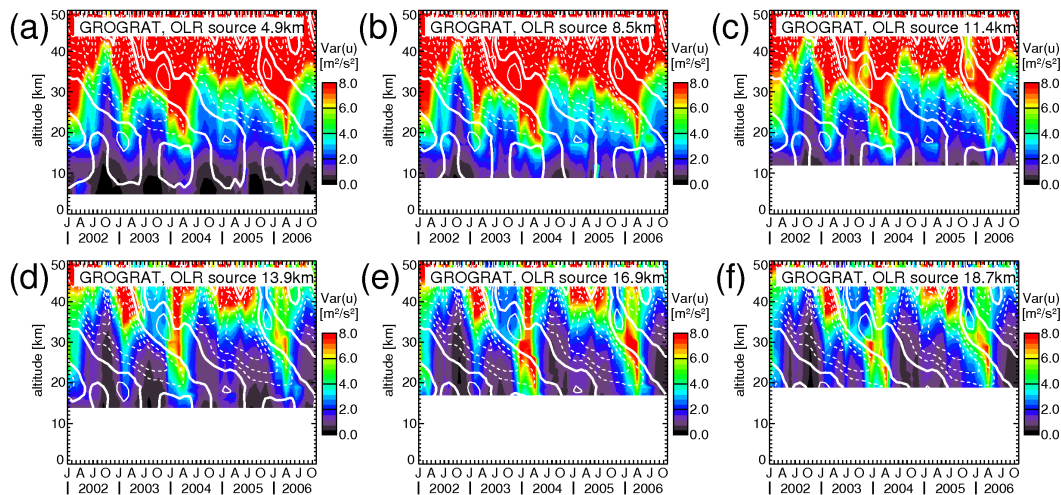 (a)
GROGRAT, OLR source 4.9km
Var(u)
[m²/s²]
8.0
6.0
4.0
2.0
0.0
altitude [km]
50
40
30
20
10
0
J A J O J A J O J A J O J A J O J A J O
| 2002 | 2003 | 2004 | 2005 | 2006
(b)
GROGRAT, OLR source 8.5km
Var(u)
[m²/s²]
8.0
6.0
4.0
2.0
0.0
altitude [km]
50
40
30
20
10
0
J A J O J A J O J A J O J A J O J A J O
| 2002 | 2003 | 2004 | 2005 | 2006
(c)
GROGRAT, OLR source 11.4km
Var(u)
[m²/s²]
8.0
6.0
4.0
2.0
0.0
altitude [km]
50
40
30
20
10
0
J A J O J A J O J A J O J A J O J A J O
| 2002 | 2003 | 2004 | 2005 | 2006
(d)
GROGRAT, OLR source 13.9km
Var(u)
[m²/s²]
8.0
6.0
4.0
2.0
0.0
altitude [km]
50
40
30
20
10
0
J A J O J A J O J A J O J A J O J A J O
| 2002 | 2003 | 2004 | 2005 | 2006
(e)
GROGRAT, OLR source 16.9km
Var(u)
[m²/s²]
8.0
6.0
4.0
2.0
0.0
altitude [km]
50
40
30
20
10
0
J A J O J A J O J A J O J A J O J A J O
| 2002 | 2003 | 2004 | 2005 | 2006
(f)
GROGRAT, OLR source 18.7km
Var(u)
[m²/s²]
8.0
6.0
4.0
2.0
0.0
altitude [km]
50
40
30
20
10
0
J A J O J A J O J A J O J A J O J A J O
| 2002 | 2003 | 2004 | 2005 | 2006